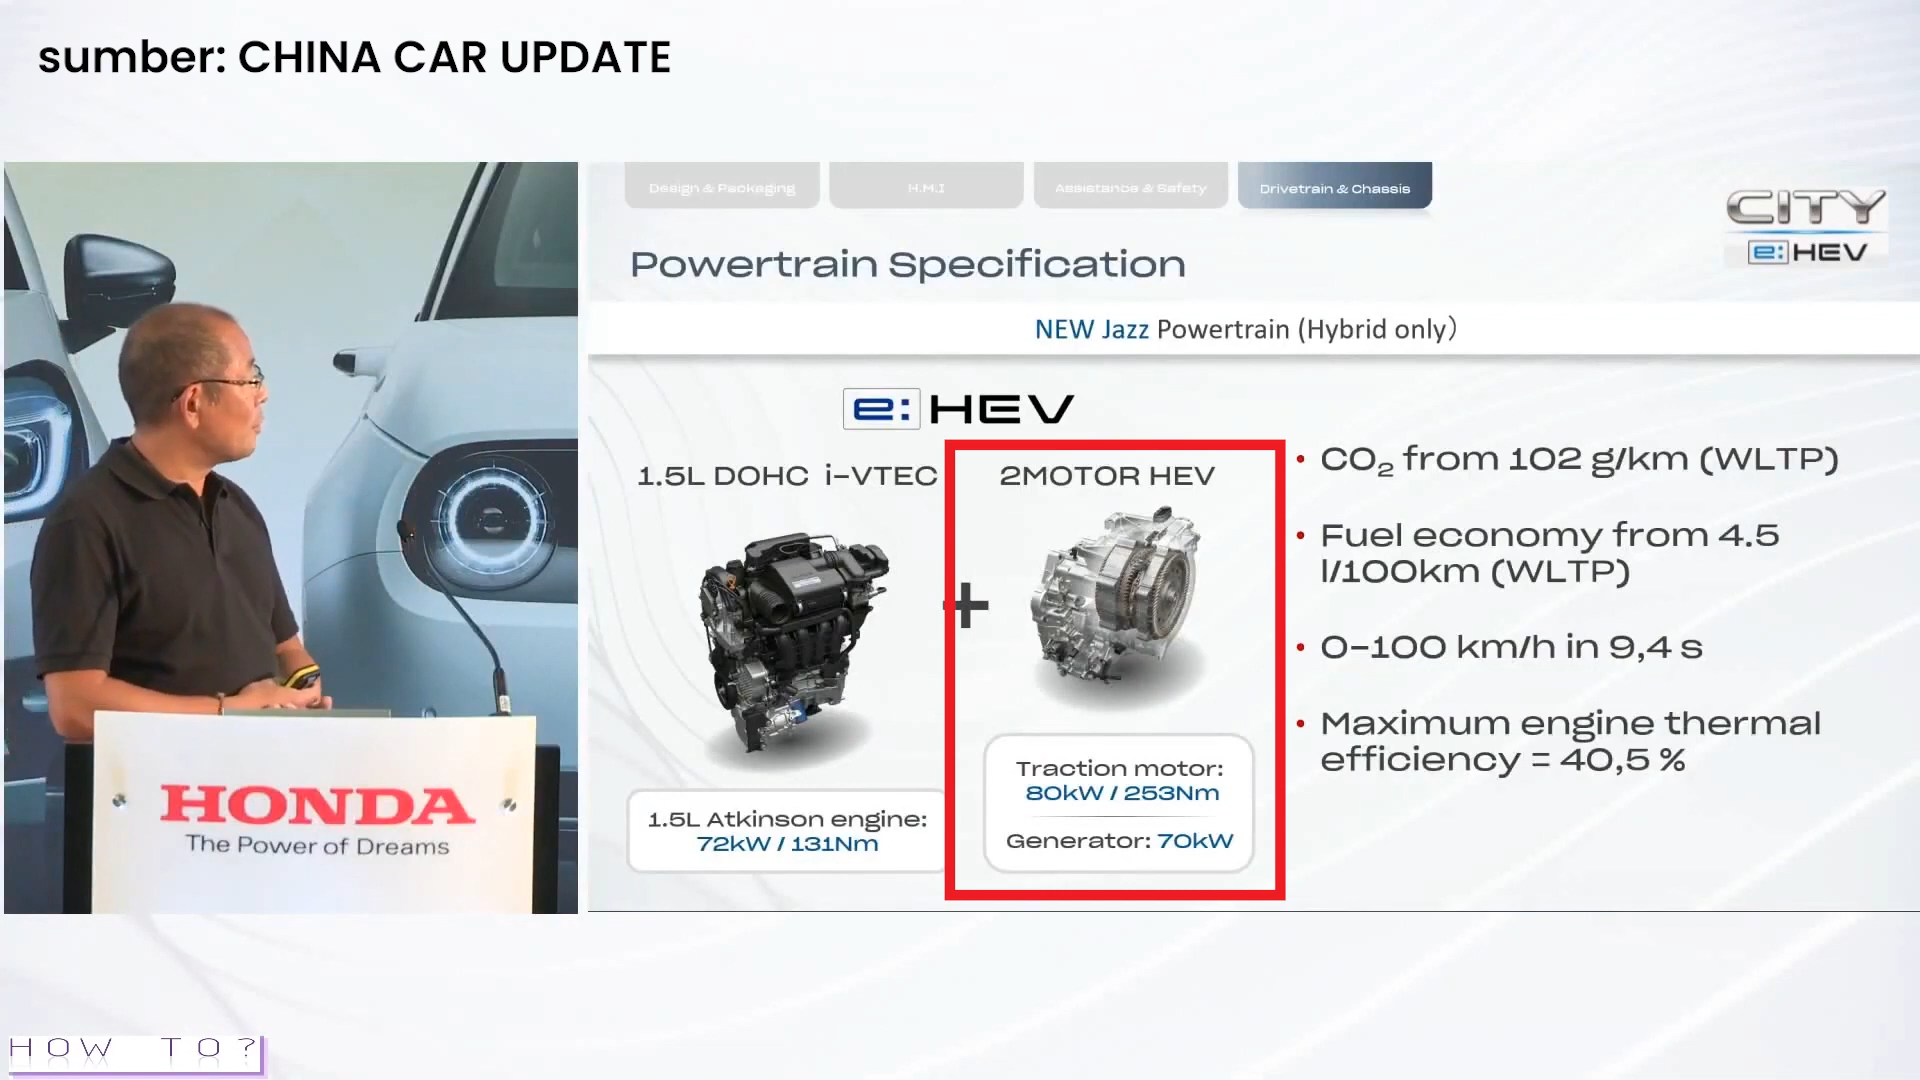 sumber: CHINA CAR UPDATE
Design & Packaging
H.M.I
Assistance & Safety
Drivetrain & Chassis
CITY
e:HEV
Powertrain Specification
NEW Jazz Powertrain (Hybrid only)
e:HEV
1.5L DOHC i-VTEC
2MOTOR HEV
+
1.5L Atkinson engine:
72kW / 131Nm
Traction motor:
80kW / 253Nm
Generator: 70kW
• CO₂ from 102 g/km (WLTP)
• Fuel economy from 4.5
l/100km (WLTP)
• 0-100 km/h in 9,4 s
• Maximum engine thermal
efficiency = 40,5 %
HONDA
The Power of Dreams
HOW TO?